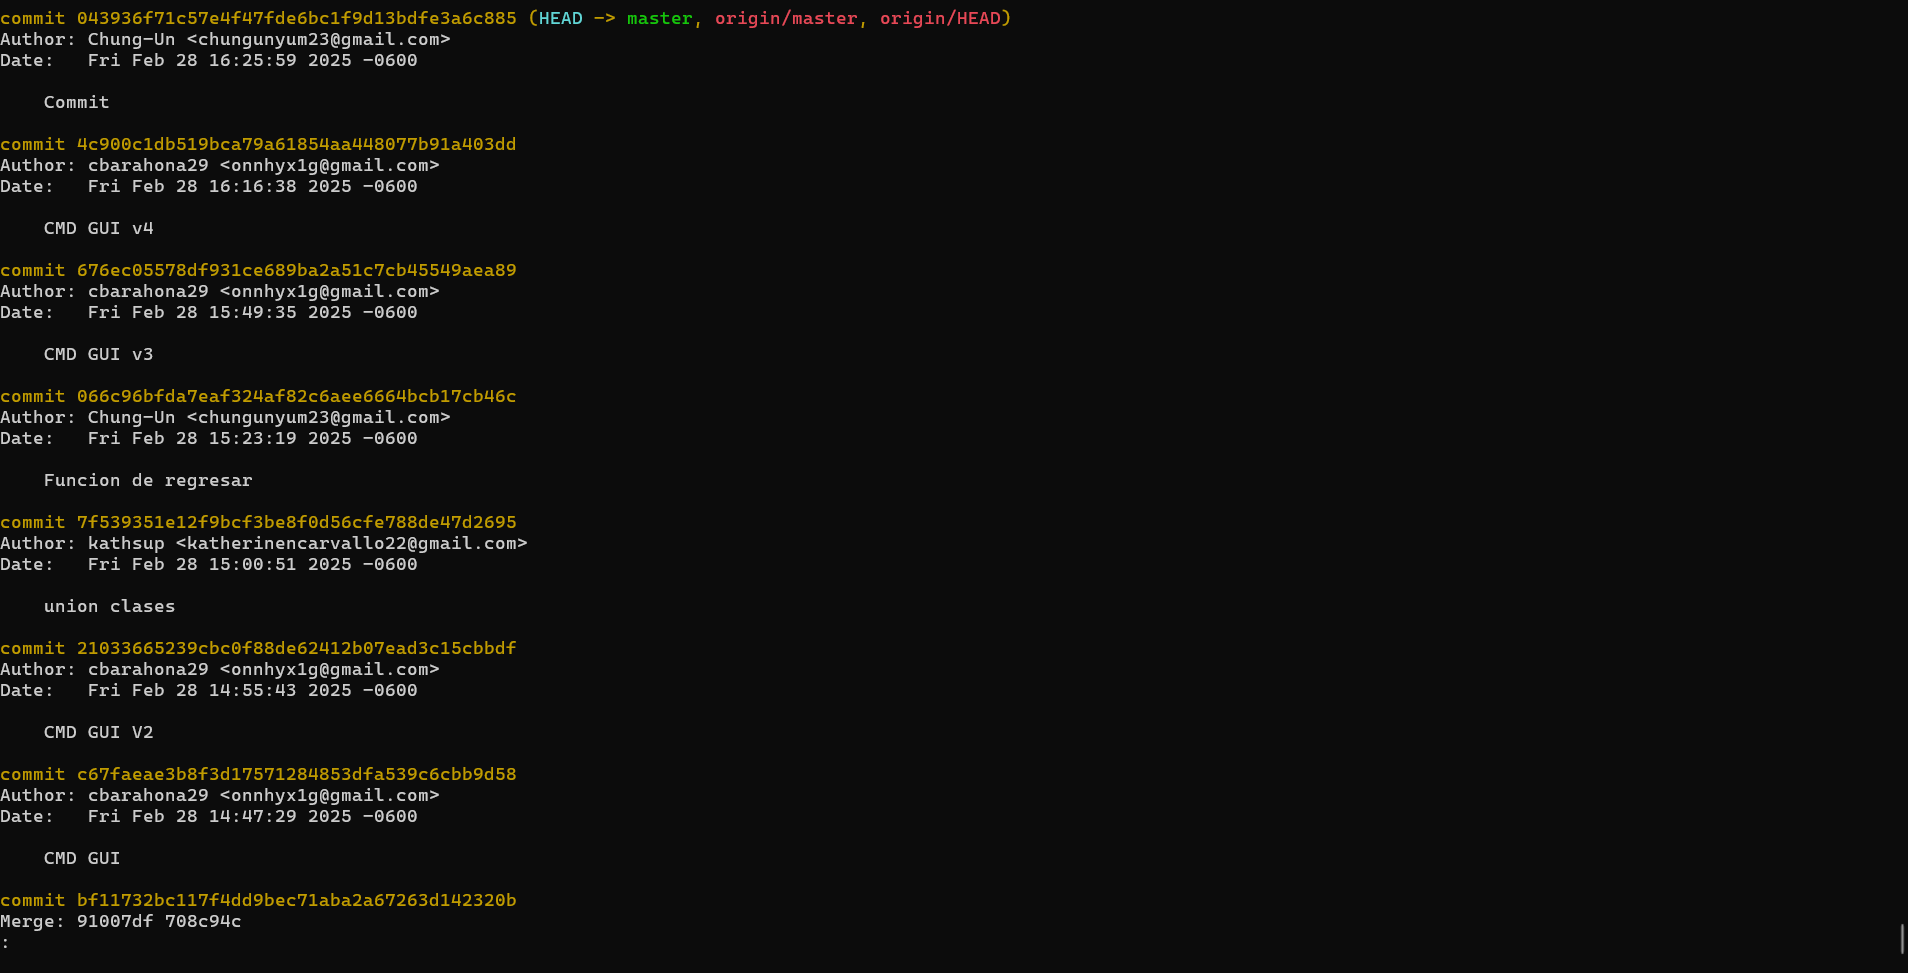 commit 043936f71c57e4f47fde6bc1f9d13bdfe3a6c885 (HEAD -> master, origin/master, origin/HEAD)
Author: Chung-Un <chungunyum23@gmail.com>
Date:   Fri Feb 28 16:25:59 2025 -0600

    Commit

commit 4c900c1db519bca79a61854aa448077b91a403dd
Author: cbarahona29 <onnhyx1g@gmail.com>
Date:   Fri Feb 28 16:16:38 2025 -0600

    CMD GUI v4

commit 676ec05578df931ce689ba2a51c7cb45549aea89
Author: cbarahona29 <onnhyx1g@gmail.com>
Date:   Fri Feb 28 15:49:35 2025 -0600

    CMD GUI v3

commit 066c96bfda7eaf324af82c6aee6664bcb17cb46c
Author: Chung-Un <chungunyum23@gmail.com>
Date:   Fri Feb 28 15:23:19 2025 -0600

    Funcion de regresar

commit 7f539351e12f9bcf3be8f0d56cfe788de47d2695
Author: kathsup <katherinencarvallo22@gmail.com>
Date:   Fri Feb 28 15:00:51 2025 -0600

    union clases

commit 21033665239cbc0f88de62412b07ead3c15cbbdf
Author: cbarahona29 <onnhyx1g@gmail.com>
Date:   Fri Feb 28 14:55:43 2025 -0600

    CMD GUI V2

commit c67faeae3b8f3d17571284853dfa539c6cbb9d58
Author: cbarahona29 <onnhyx1g@gmail.com>
Date:   Fri Feb 28 14:47:29 2025 -0600

    CMD GUI

commit bf11732bc117f4dd9bec71aba2a67263d142320b
Merge: 91007df 708c94c
: